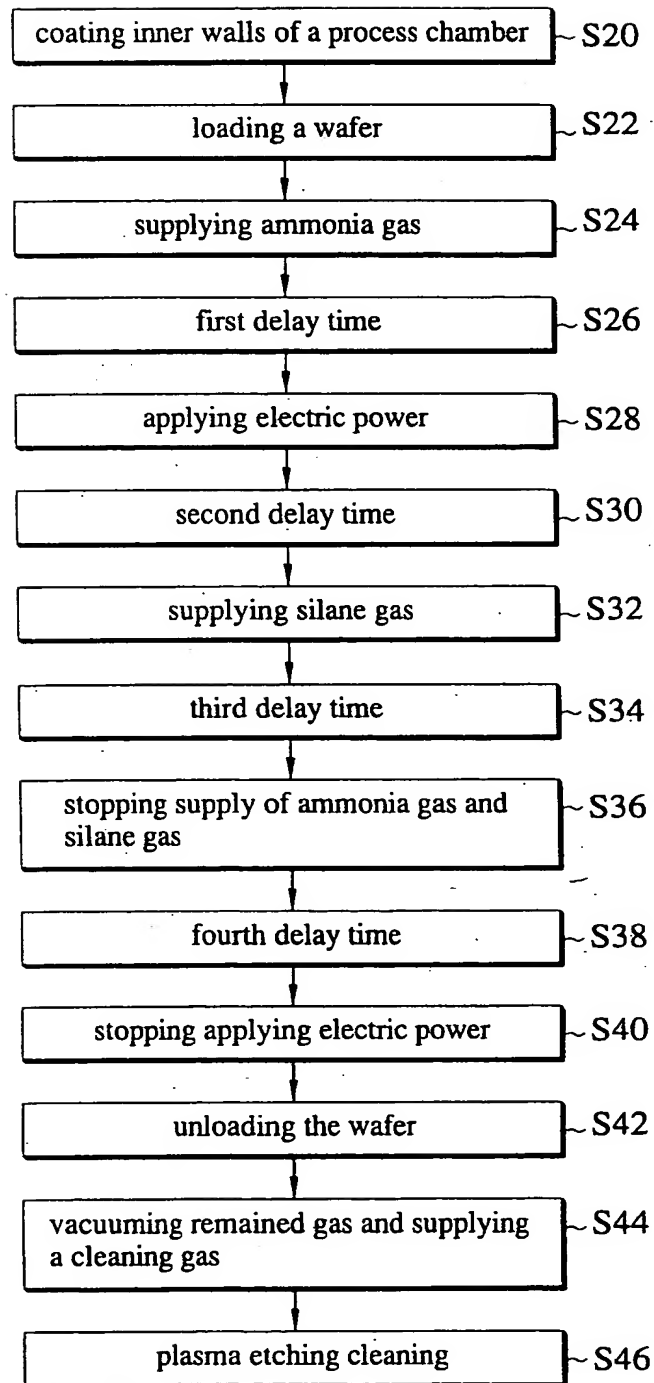 coating inner walls of a process chamber ~S20
loading a wafer ~S22
supplying ammonia gas ~S24
first delay time ~S26
applying electric power ~S28
second delay time ~S30
supplying silane gas ~S32
third delay time ~S34
stopping supply of ammonia gas and ~S36
silane gas
fourth delay time ~S38
stopping applying electric power ~S40
unloading the wafer ~S42
vacuuming remained gas and supplying ~S44
a cleaning gas
plasma etching cleaning ~S46